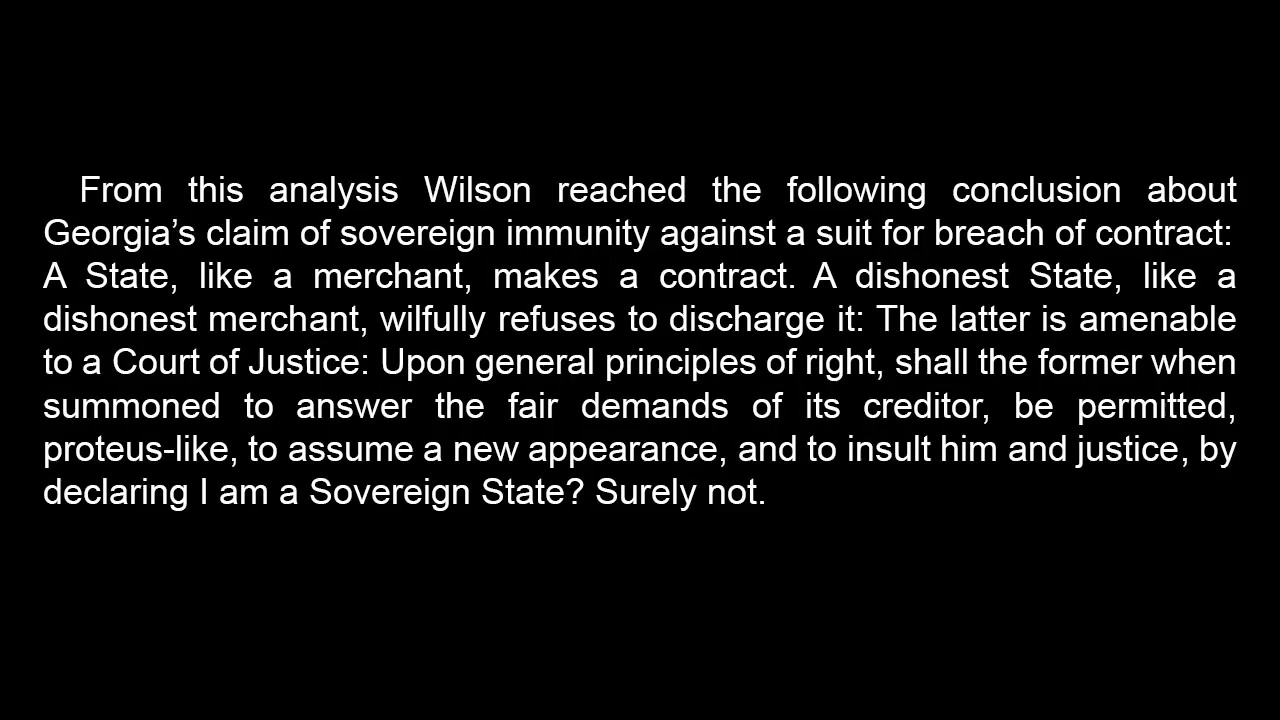 From this analysis Wilson reached the following conclusion about
Georgia’s claim of sovereign immunity against a suit for breach of contract:
A State, like a merchant, makes a contract. A dishonest State, like a
dishonest merchant, wilfully refuses to discharge it: The latter is amenable
to a Court of Justice: Upon general principles of right, shall the former when
summoned to answer the fair demands of its creditor, be permitted,
proteus-like, to assume a new appearance, and to insult him and justice, by
declaring I am a Sovereign State? Surely not.